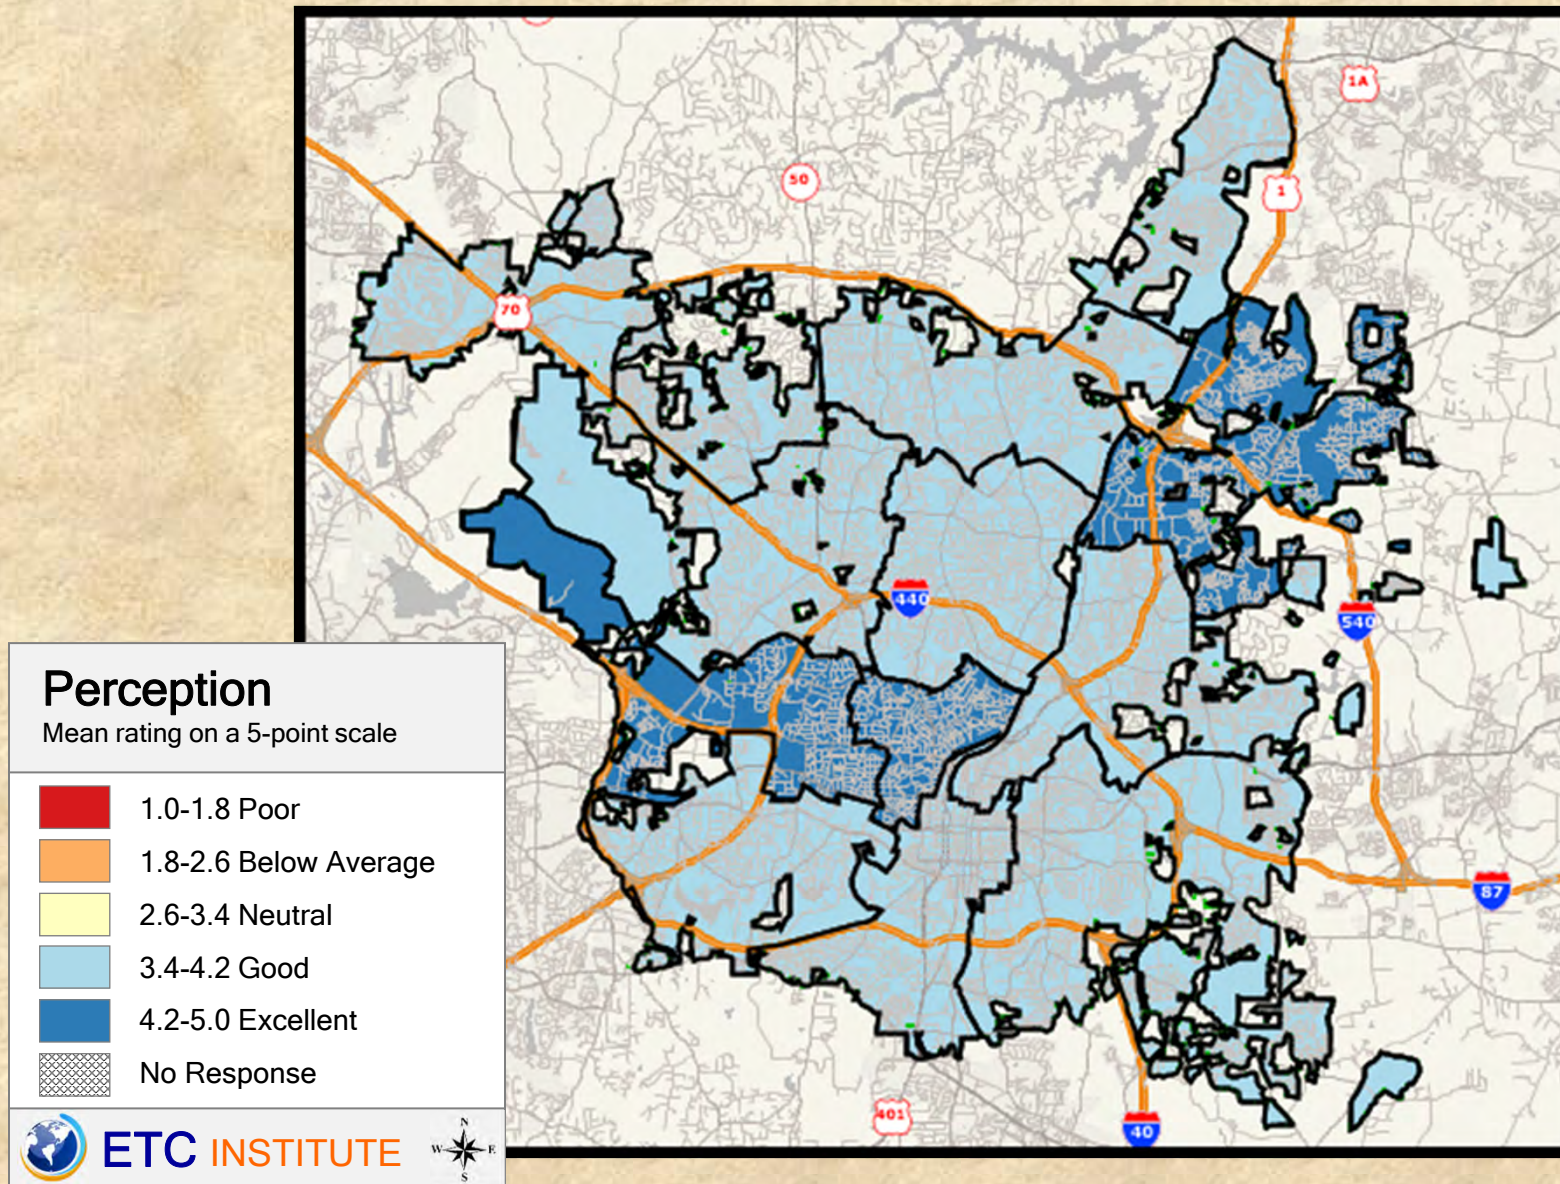 1A
50
1
70
440
540
87
401
40
Perception
Mean rating on a 5-point scale
1.0-1.8 Poor
1.8-2.6 Below Average
2.6-3.4 Neutral
3.4-4.2 Good
4.2-5.0 Excellent
No Response
ETC INSTITUTE
N
W E
S